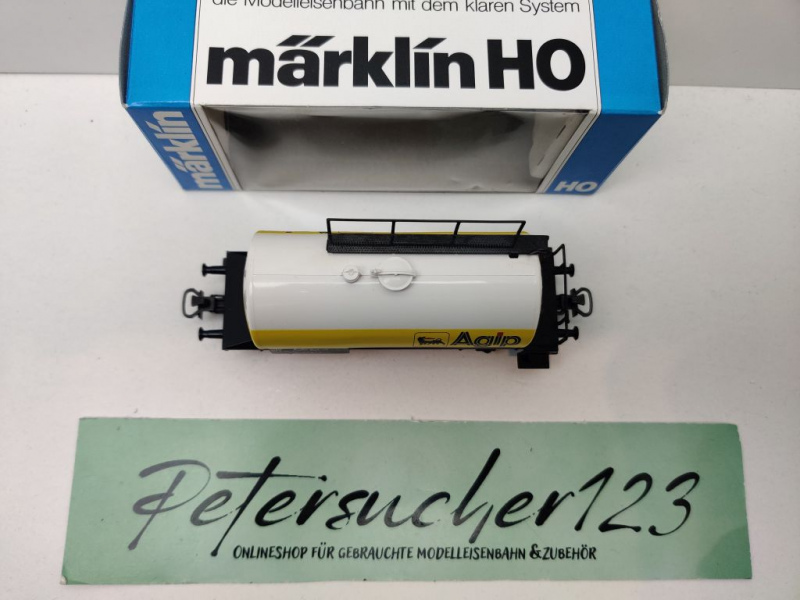 die Modelleisenbahn mit dem klaren System
märklin HO
märklin
HO
Agip
Petersucher123
ONLINESHOP FÜR GEBRAUCHTE MODELLEISENBAHN & ZUBEHÖR